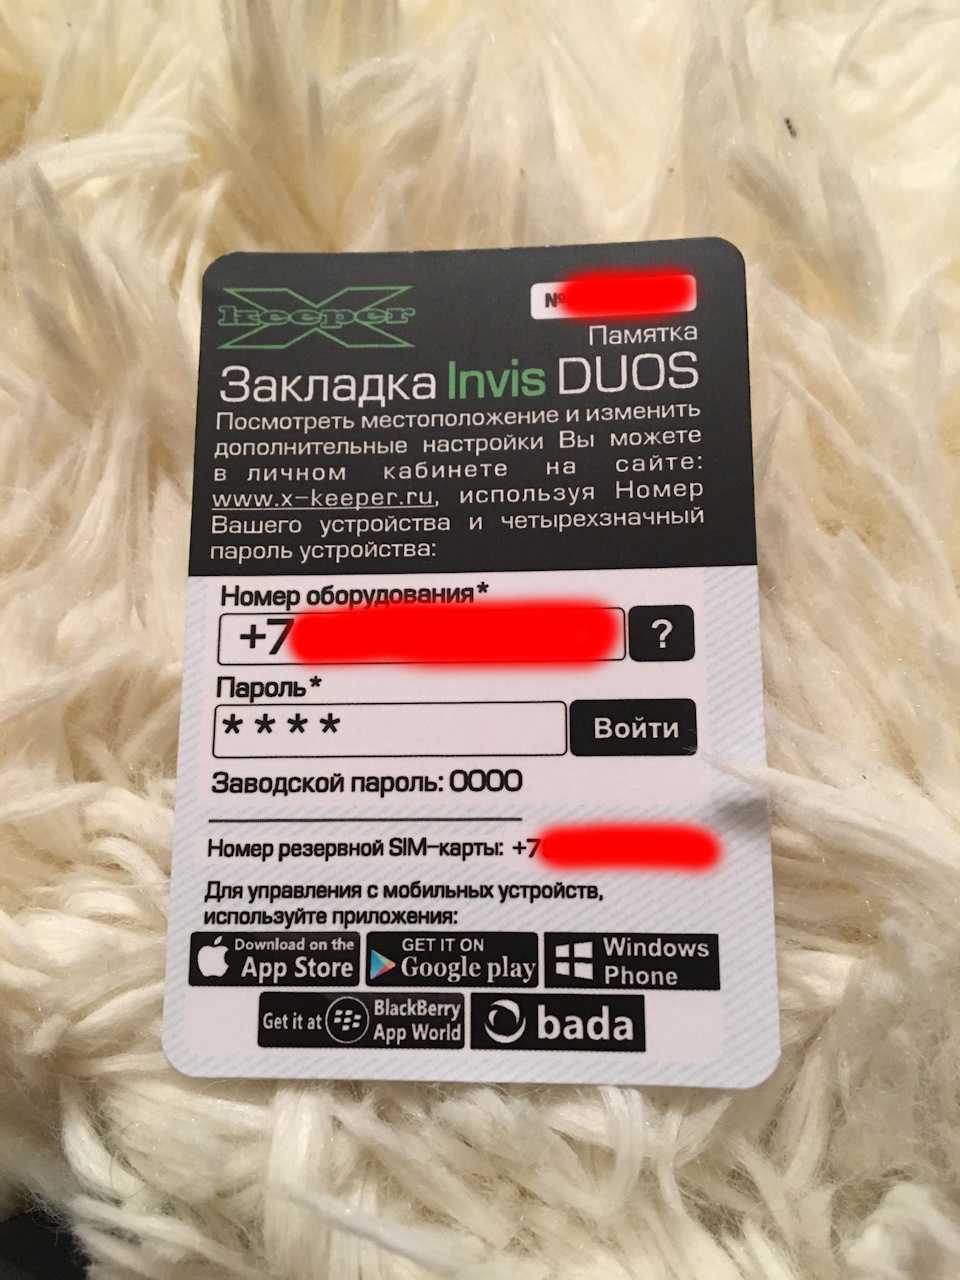 X keeper
№
Памятка
Закладка Invis DUOS
Посмотреть местоположение и изменить
дополнительные настройки Вы можете
в личном кабинете на сайте:
www.x-keeper.ru, используя Номер
Вашего устройства и четырехзначный
пароль устройства:
Номер оборудования*
+7
?
Пароль*
****
Войти
Заводской пароль: 0000
Номер резервной SIM-карты: +7
Для управления с мобильных устройств,
используйте приложения:
Download on the
App Store
GET IT ON
Google play
Windows
Phone
Get it at
BlackBerry
App World
bada